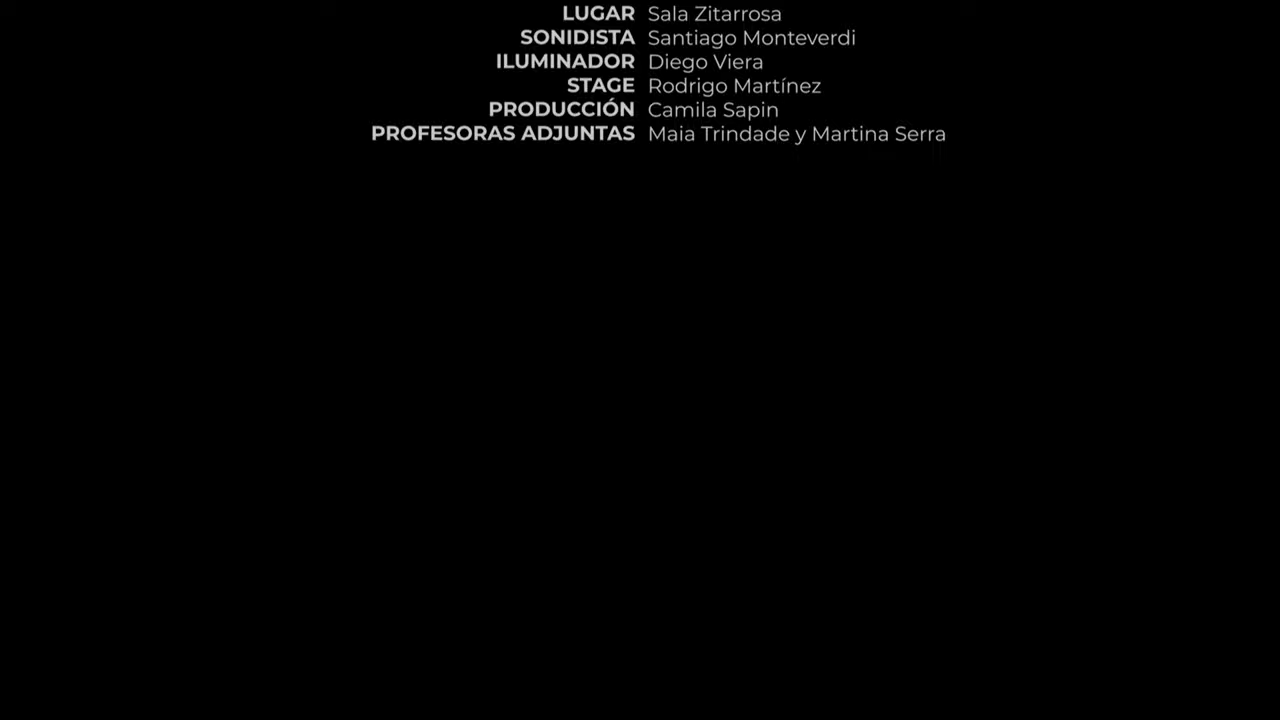 LUGAR Sala Zitarrosa
SONIDISTA Santiago Monteverdi
ILUMINADOR Diego Viera
STAGE Rodrigo Martínez
PRODUCCIÓN Camila Sapin
PROFESORAS ADJUNTAS Maia Trindade y Martina Serra